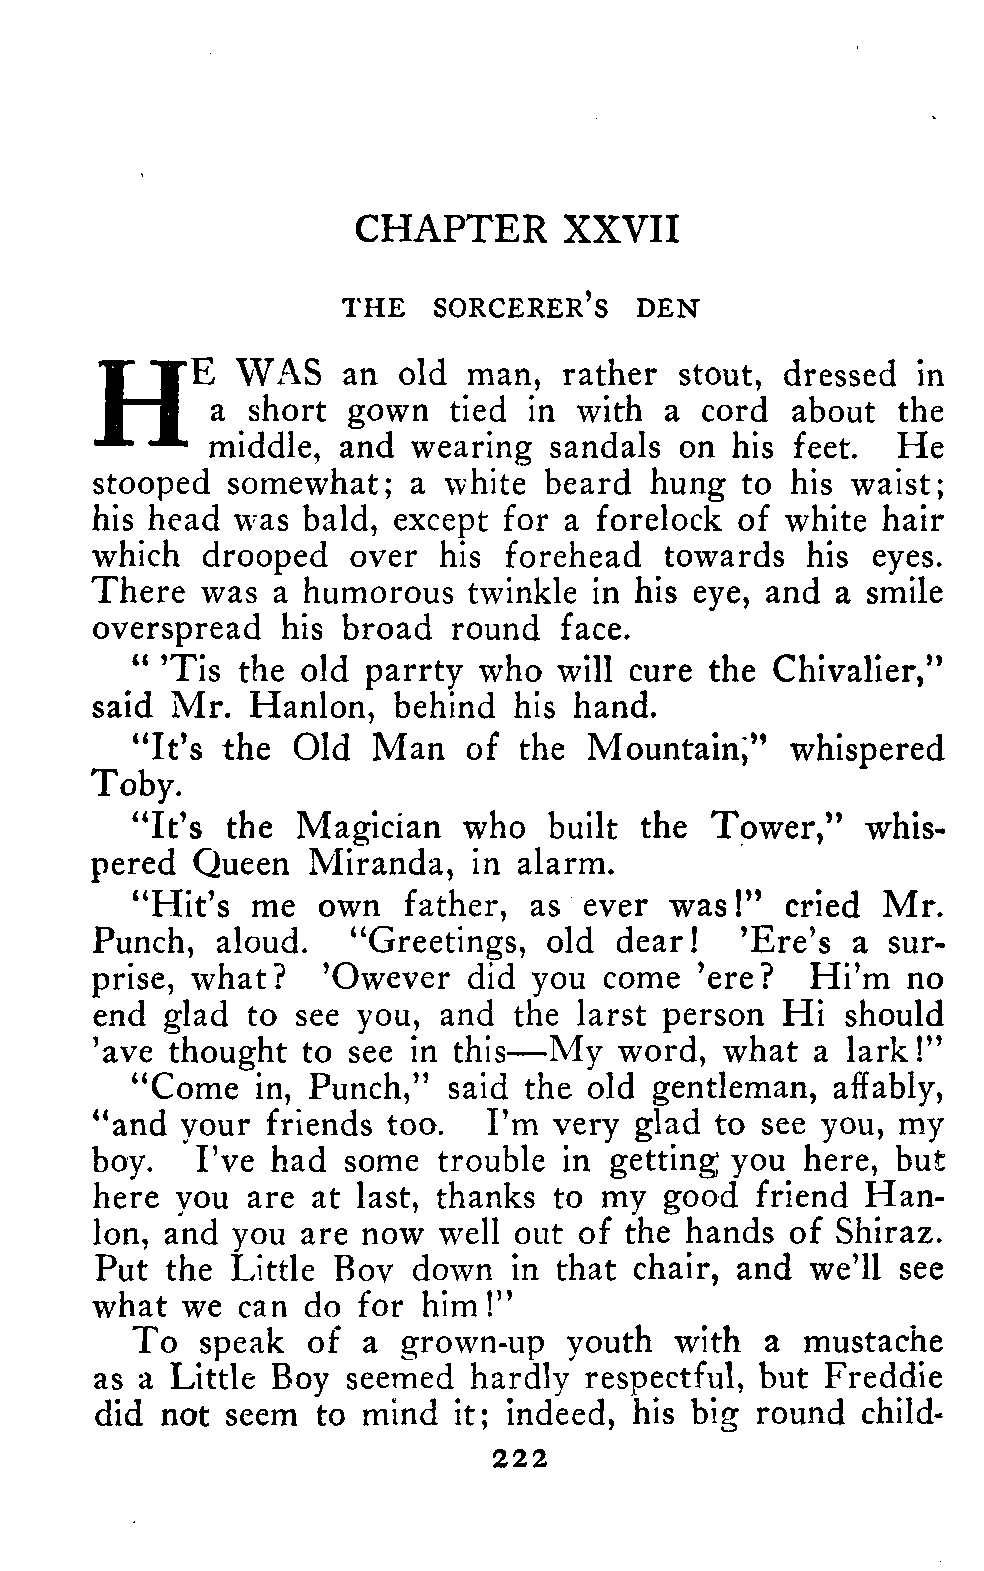 CHAPTER XXVII
THE SORCERER'S DEN
HE WAS an old man, rather stout, dressed in
a short gown tied in with a cord about the
middle, and wearing sandals on his feet. He
stooped somewhat; a white beard hung to his waist;
his head was bald, except for a forelock of white hair
which drooped over his forehead towards his eyes.
There was a humorous twinkle in his eye, and a smile
overspread his broad round face.
" 'Tis the old parrty who will cure the Chivalier,"
said Mr. Hanlon, behind his hand.
"It's the Old Man of the Mountain," whispered
Toby.
"It's the Magician who built the Tower," whis-
pered Queen Miranda, in alarm.
"Hit's me own father, as ever was!" cried Mr.
Punch, aloud. "Greetings, old dear! 'Ere's a sur-
prise, what? 'Owever did you come 'ere? Hi'm no
end glad to see you, and the larst person Hi should
'ave thought to see in this—My word, what a lark!"
"Come in, Punch," said the old gentleman, affably,
"and your friends too. I'm very glad to see you, my
boy. I've had some trouble in getting you here, but
here you are at last, thanks to my good friend Han-
lon, and you are now well out of the hands of Shiraz.
Put the Little Boy down in that chair, and we'll see
what we can do for him!"
To speak of a grown-up youth with a mustache
as a Little Boy seemed hardly respectful, but Freddie
did not seem to mind it; indeed, his big round child-
222